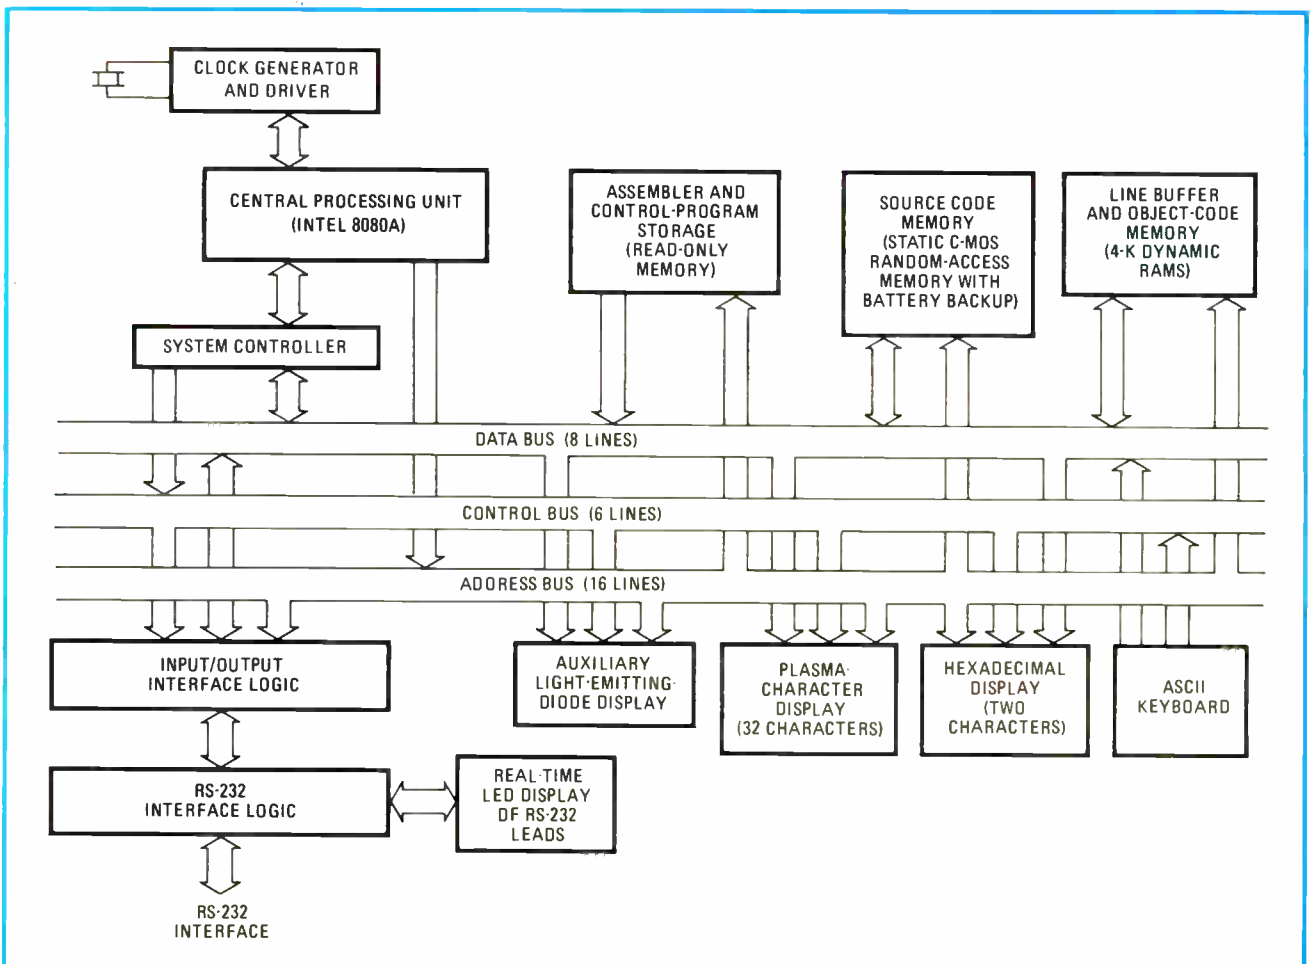 CLOCK GENERATOR
AND DRIVER
CENTRAL PROCESSING UNIT
(INTEL 8080A)
SYSTEM CONTROLLER
ASSEMBLER AND
CONTROL-PROGRAM
STORAGE
(READ-ONLY
MEMORY)
SOURCE CODE
MEMORY
(STATIC C-MOS
RANDOM-ACCESS
MEMORY WITH
BATTERY BACKUP)
LINE BUFFER
AND OBJECT-CODE
MEMORY
(4-K DYNAMIC
RAMS)
DATA BUS (8 LINES)
CONTROL BUS (6 LINES)
ADDRESS BUS (16 LINES)
INPUT/OUTPUT
INTERFACE LOGIC
AUXILIARY
LIGHT-EMITTING-
DIODE DISPLAY
PLASMA-
CHARACTER
DISPLAY
(32 CHARACTERS)
HEXADECIMAL
DISPLAY
(TWO
CHARACTERS)
ASCII
KEYBOARD
RS-232
INTERFACE LOGIC
REAL-TIME
LED DISPLAY
OF RS-232
LEADS
RS-232
INTERFACE